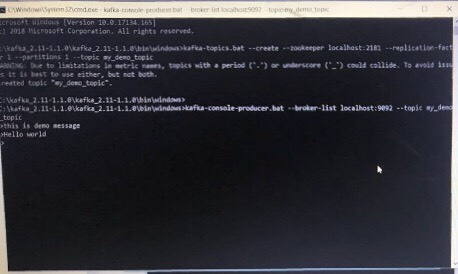 C:\Windows\System32\cmd.exe - kafka-console-producer.bat --broker-list localhost:9092 --topic my_demo_topic
icrosoft Windows [Version 10.0.17134.165]
c) 2018 Microsoft Corporation. All rights reserved.
:\kafka_2.11-1.1.0\kafka_2.11-1.1.0\bin\windows>kafka-topics.bat --create --zookeeper localhost:2181 --replication-fact
r 1 --partitions 1 --topic my_demo_topic
WARNING: Due to limitations in metric names, topics with a period ('.') or underscore ('_') could collide. To avoid issu
s it is best to use either, but not both.
reated topic "my_demo_topic".
:\kafka_2.11-1.1.0\kafka_2.11-1.1.0\bin\windows>
:\kafka_2.11-1.1.0\kafka_2.11-1.1.0\bin\windows>kafka-console-producer.bat --broker-list localhost:9092 --topic my_demo
_topic
>this is demo message
>Hello world
>